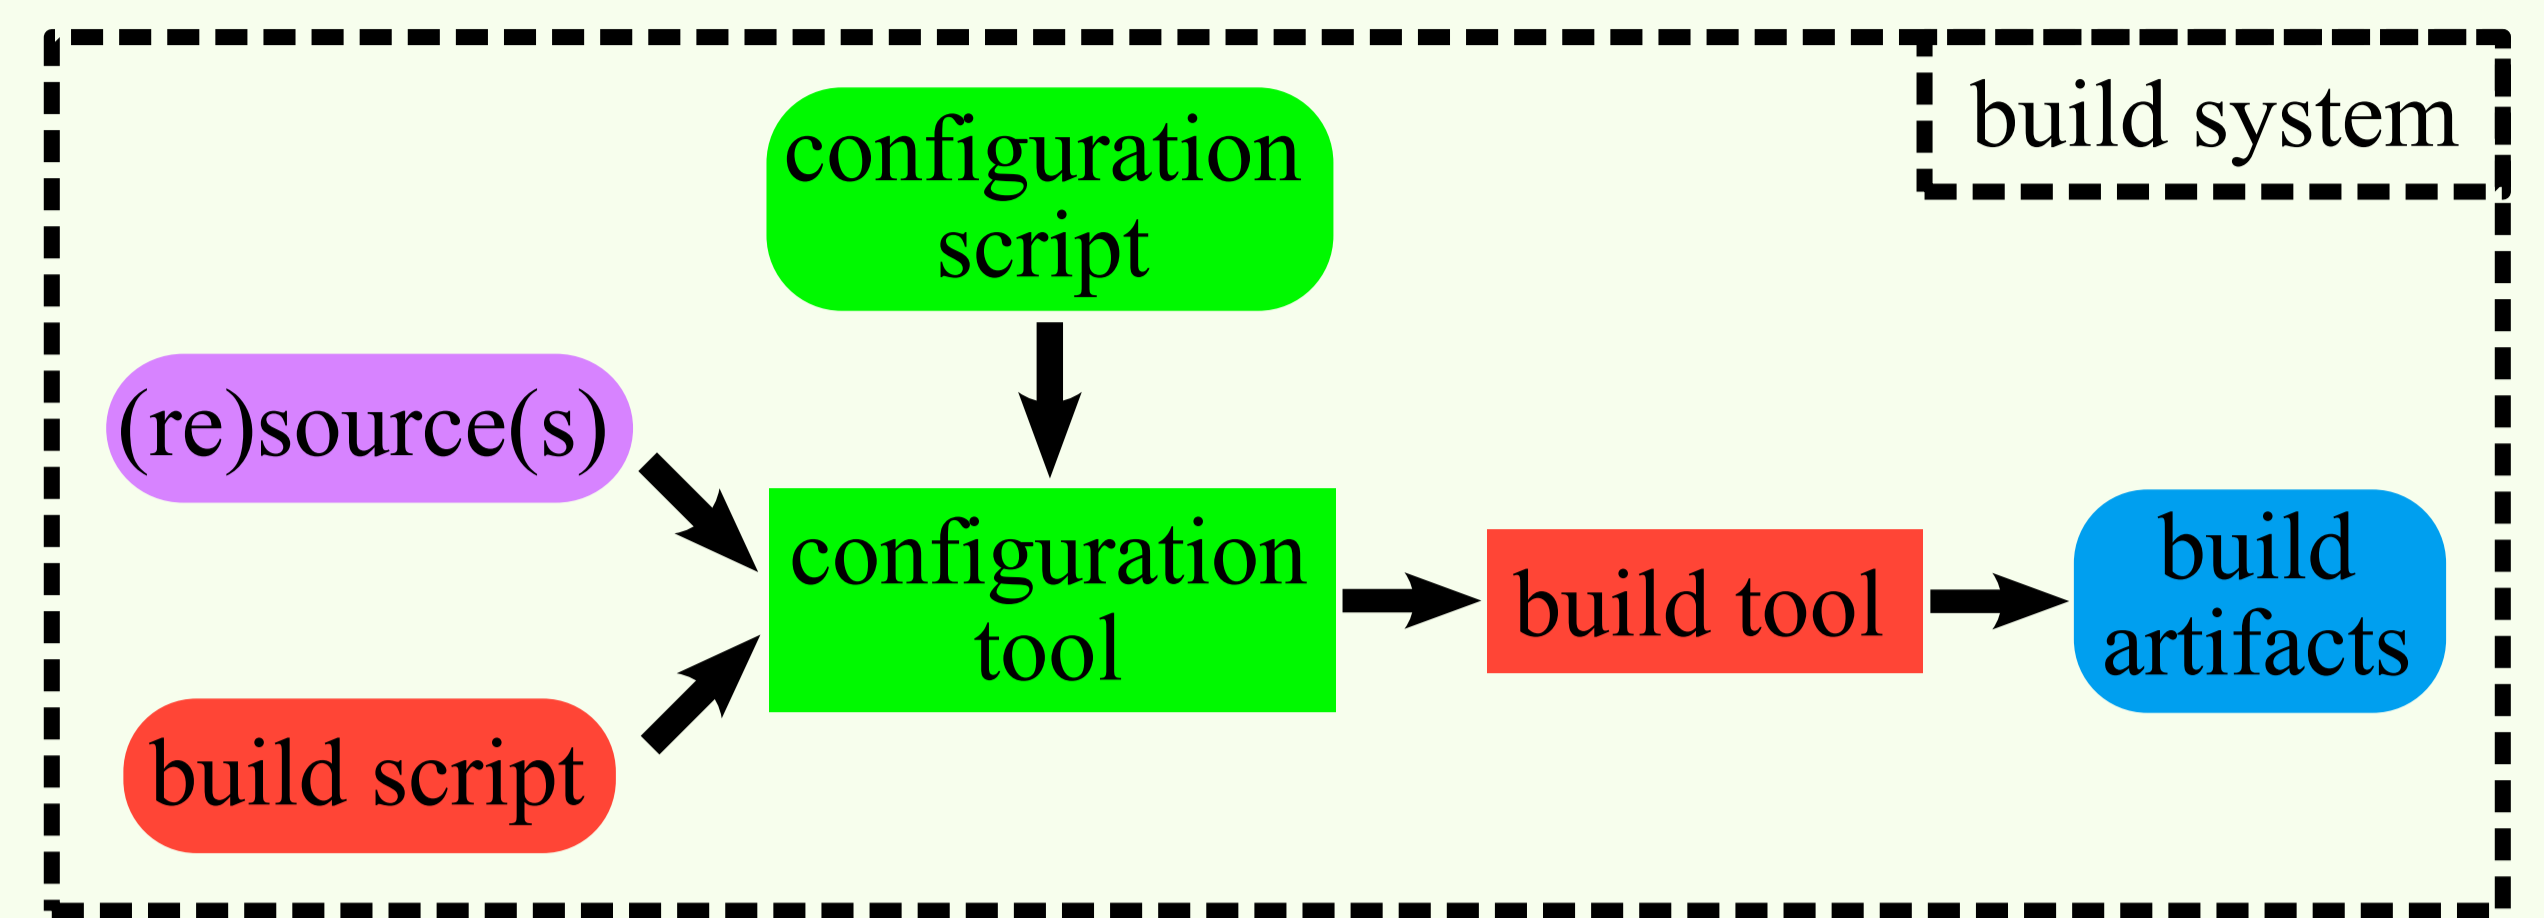 build system
configuration
script
(re)source(s)
configuration
tool
build tool
build
artifacts
build script